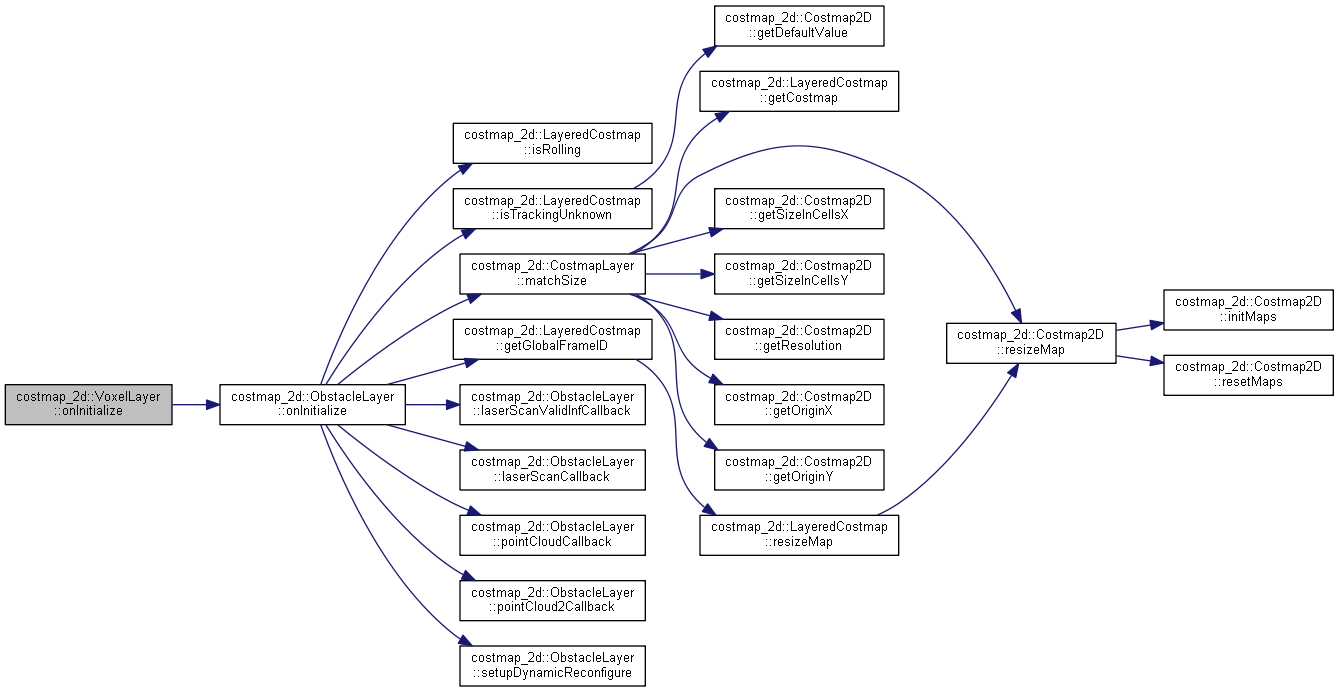 costmap_2d::VoxelLayer
::onInitialize
costmap_2d::ObstacleLayer
::onInitialize
costmap_2d::LayeredCostmap
::isRolling
costmap_2d::LayeredCostmap
::isTrackingUnknown
costmap_2d::CostmapLayer
::matchSize
costmap_2d::LayeredCostmap
::getGlobalFrameID
costmap_2d::ObstacleLayer
::laserScanValidInfCallback
costmap_2d::ObstacleLayer
::laserScanCallback
costmap_2d::ObstacleLayer
::pointCloudCallback
costmap_2d::ObstacleLayer
::pointCloud2Callback
costmap_2d::ObstacleLayer
::setupDynamicReconfigure
costmap_2d::Costmap2D
::getDefaultValue
costmap_2d::LayeredCostmap
::getCostmap
costmap_2d::Costmap2D
::getSizeInCellsX
costmap_2d::Costmap2D
::getSizeInCellsY
costmap_2d::Costmap2D
::getResolution
costmap_2d::Costmap2D
::getOriginX
costmap_2d::Costmap2D
::getOriginY
costmap_2d::LayeredCostmap
::resizeMap
costmap_2d::Costmap2D
::resizeMap
costmap_2d::Costmap2D
::initMaps
costmap_2d::Costmap2D
::resetMaps